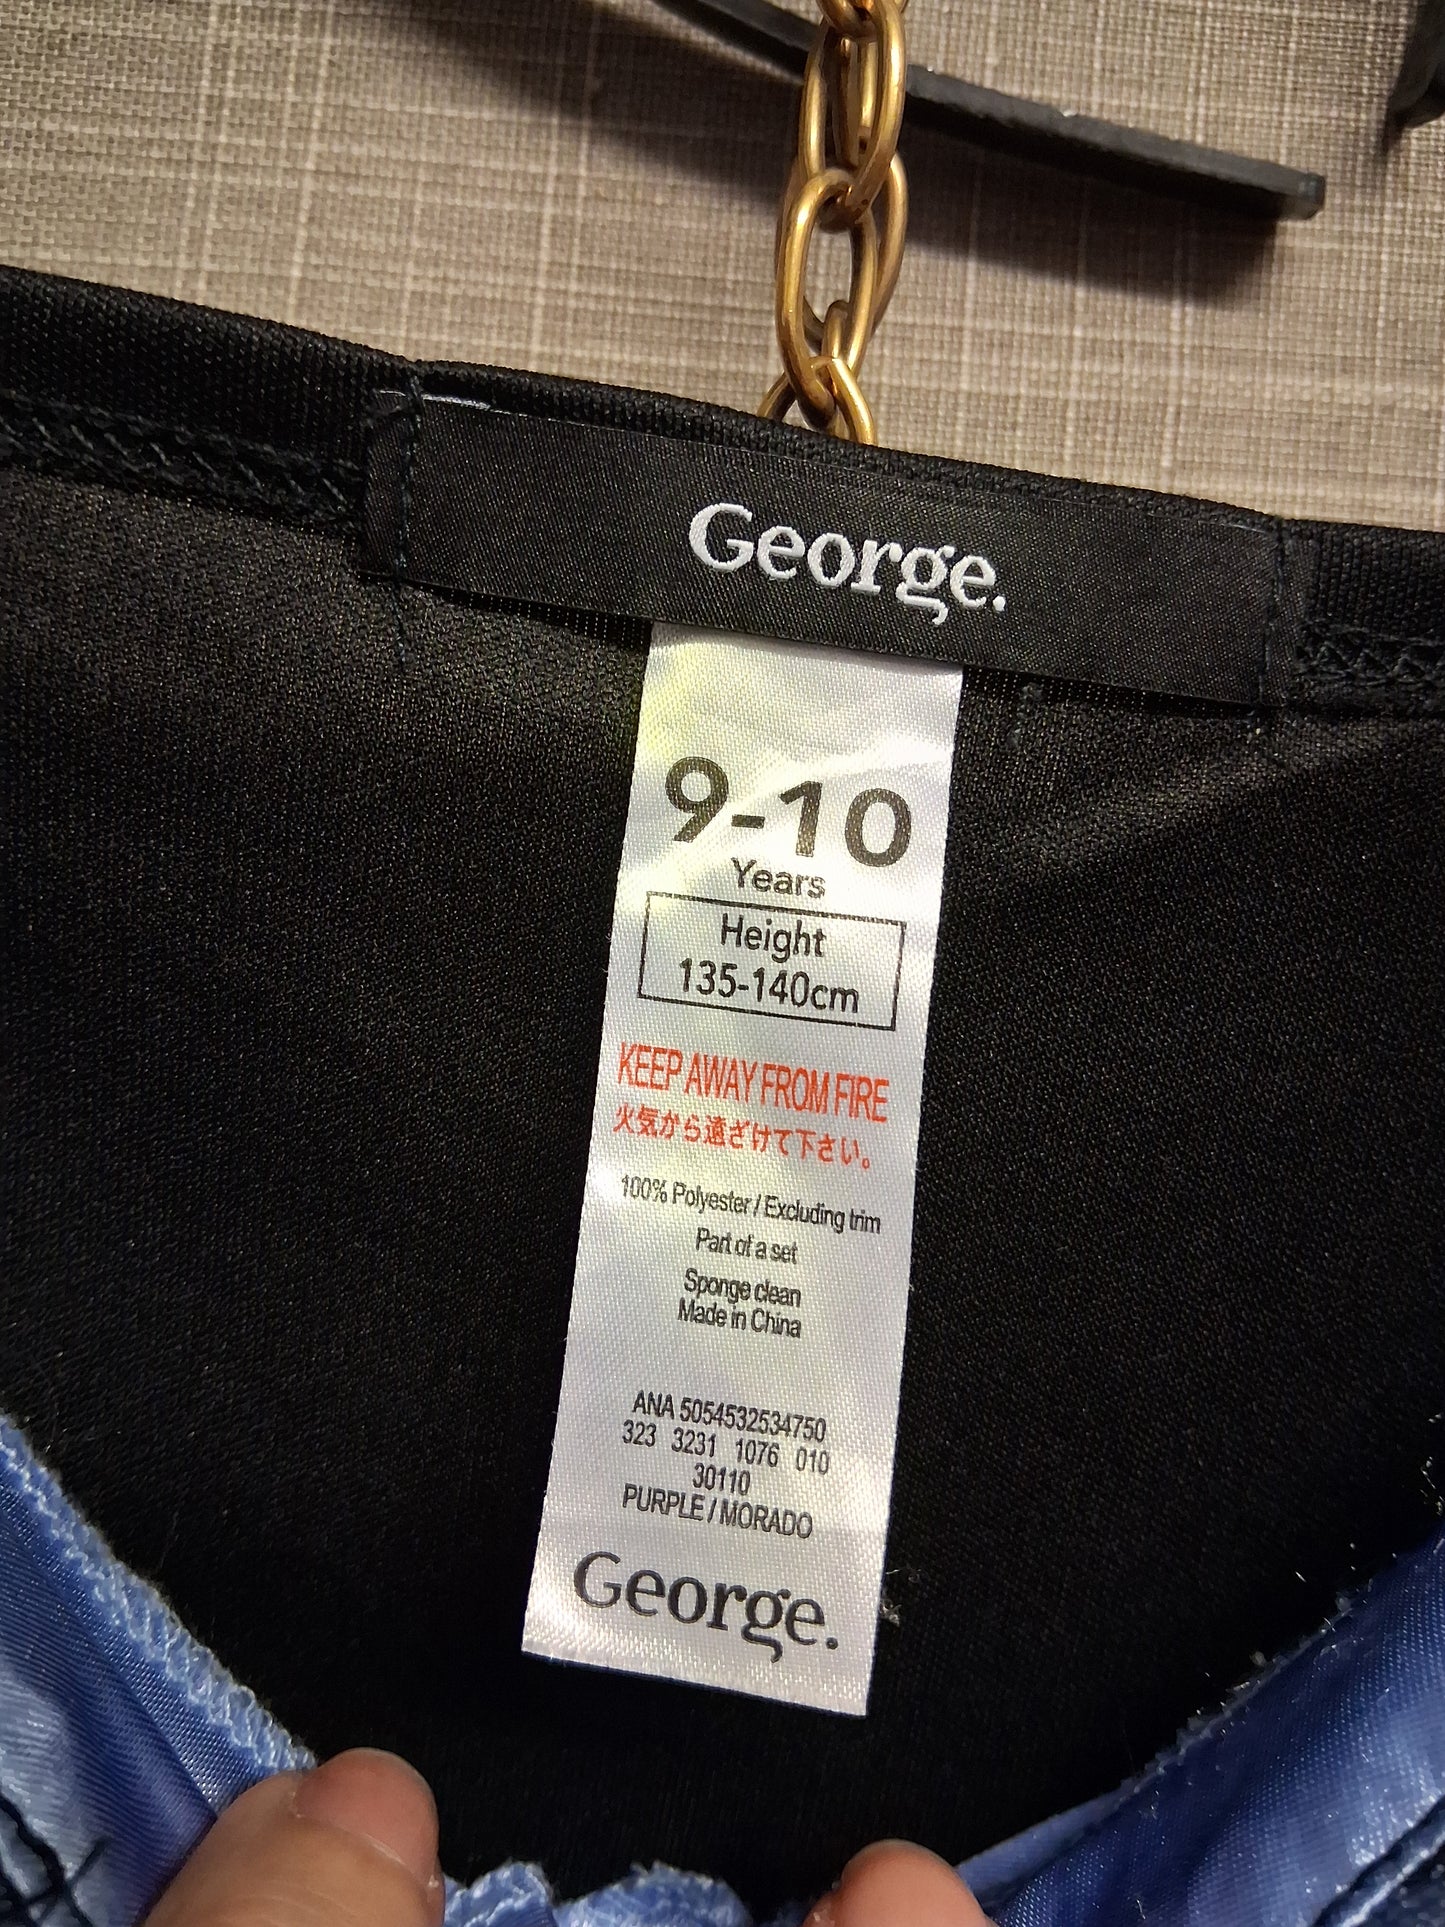 George.
9-10
Years
Height
135-140cm
KEEP AWAY FROM FIRE
火気から遠ざけて下さい。
100% Polyester / Excluding trim
Part of a set
Sponge clean
Made in China
ANA 5054532534750
323 3231 1076 010
30110
PURPLE / MORADO
George.